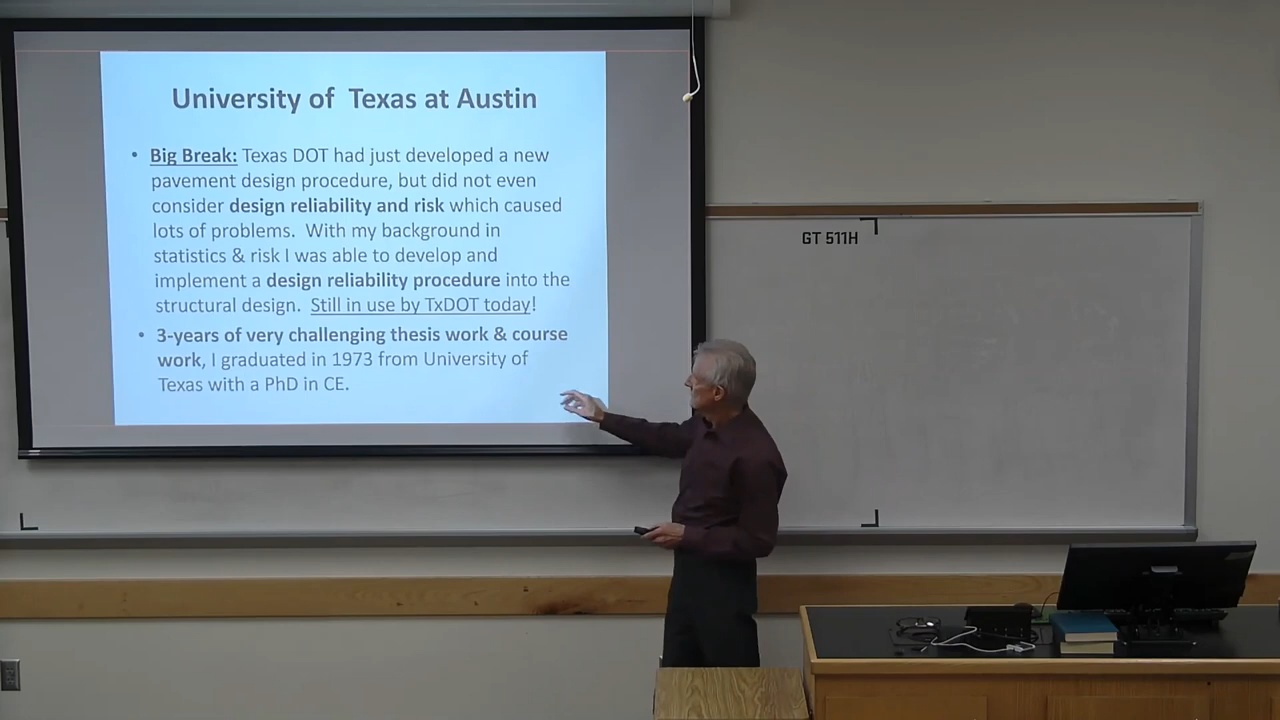 University of Texas at Austin
• Big Break: Texas DOT had just developed a new
pavement design procedure, but did not even
consider design reliability and risk which caused
lots of problems. With my background in
statistics & risk I was able to develop and
implement a design reliability procedure into the
structural design. Still in use by TxDOT today!
• 3-years of very challenging thesis work & course
work, I graduated in 1973 from University of
Texas with a PhD in CE.
GT 511H